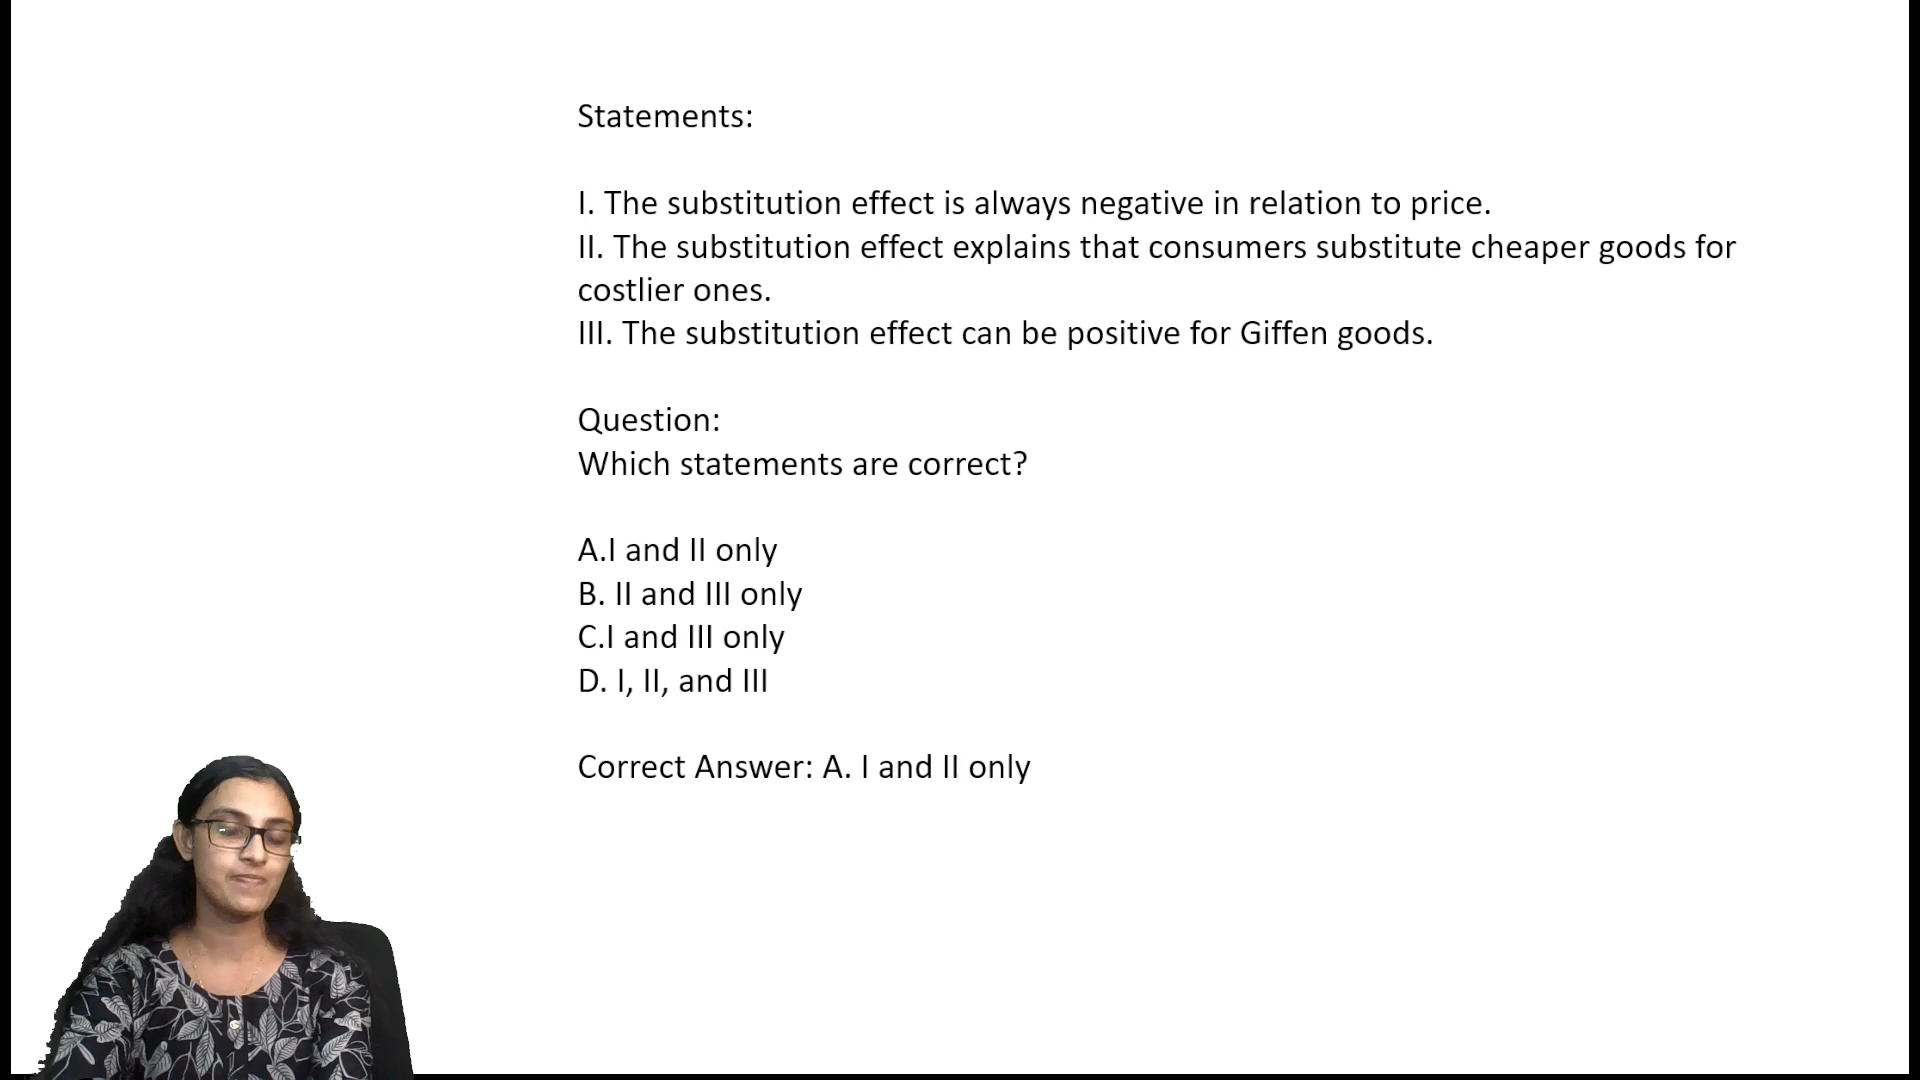 Statements:
I. The substitution effect is always negative in relation to price.
II. The substitution effect explains that consumers substitute cheaper goods for
costlier ones.
III. The substitution effect can be positive for Giffen goods.
Question:
Which statements are correct?
A.I and II only
B. II and III only
C.I and III only
D. I, II, and III
Correct Answer: A. I and II only